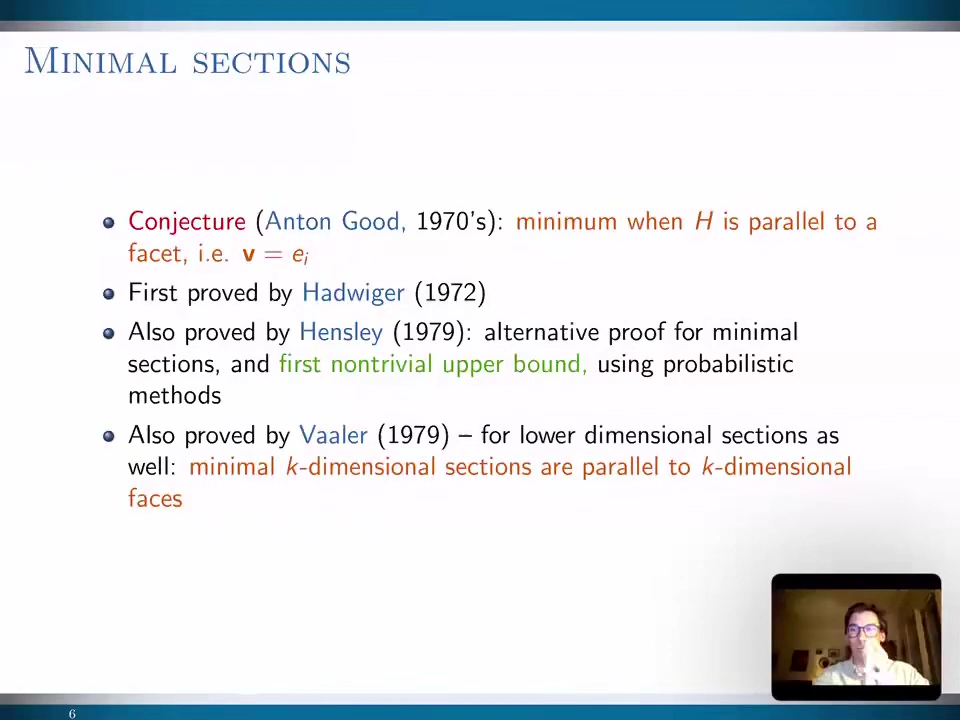 Minimal sections
Conjecture (Anton Good, 1970's): minimum when H is parallel to a
facet, i.e. v = eᵢ
First proved by Hadwiger (1972)
Also proved by Hensley (1979): alternative proof for minimal
sections, and first nontrivial upper bound, using probabilistic
methods
Also proved by Vaaler (1979) – for lower dimensional sections as
well: minimal k-dimensional sections are parallel to k-dimensional
faces
6